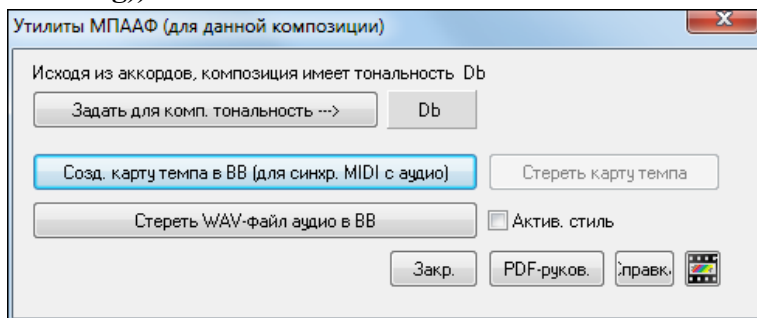 Утилиты МПААФ (для данной композиции)
Исходя из аккордов, композиция имеет тональность Db
Задать для комп. тональность ---> Db
Созд. карту темпа в BB (для синхр. MIDI с аудио) Стереть карту темпа
Стереть WAV-файл аудио в BB Актив. стиль
Закр. PDF-руков.